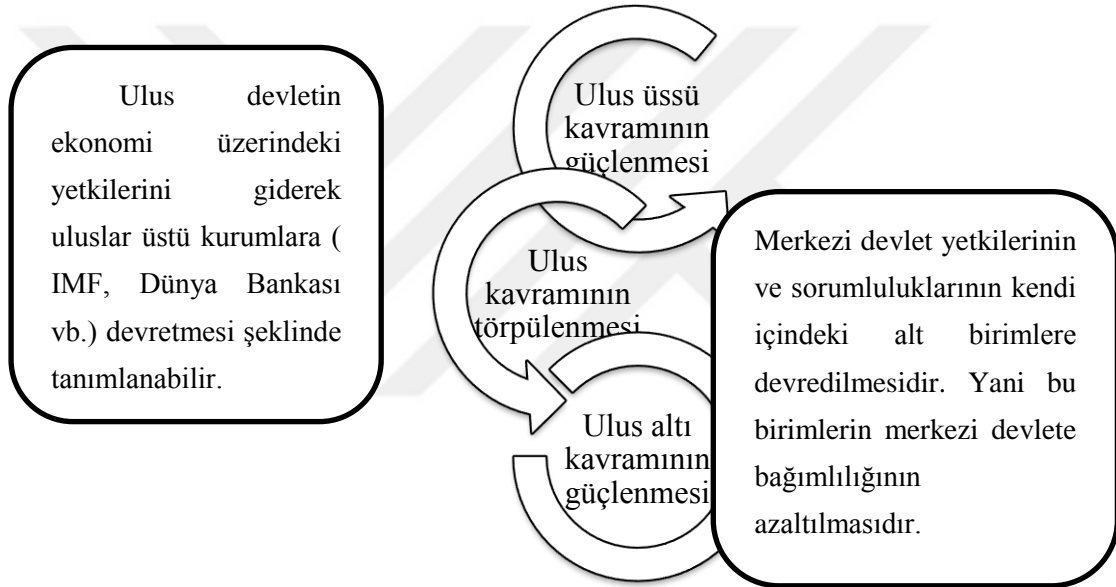 Ulus devletin
ekonomi üzerindeki
yetkilerini giderek
uluslar üstü kurumlara (
IMF, Dünya Bankası
vb.) devretmesi şeklinde
tanımlanabilir.
Ulus üssü
kavramının
güçlenmesi
Ulus
kavramının
törpülenmesi
Ulus altı
kavramının
güçlenmesi
Merkezi devlet yetkilerinin
ve sorumluluklarının kendi
içindeki alt birimlere
devredilmesidir. Yani bu
birimlerin merkezi devlete
bağımlılığının
azaltılmasıdır.